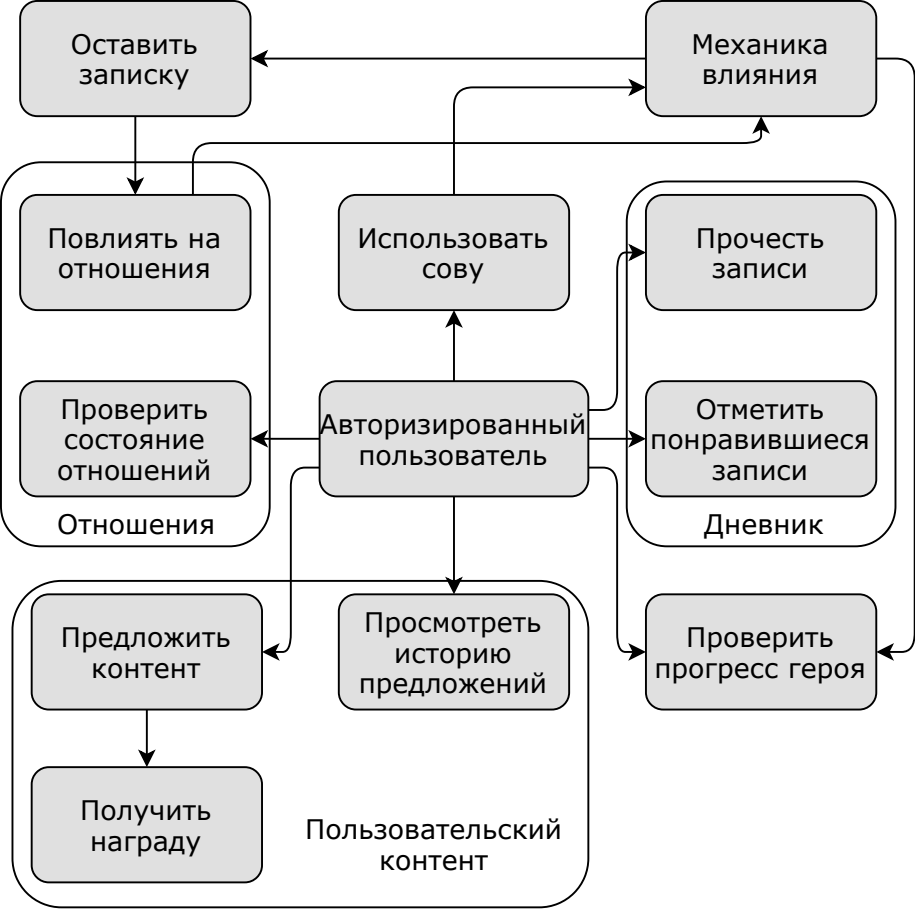 Оставить
записку
Механика
влияния
Повлиять на
отношения
Использовать
сову
Прочесть
записи
Проверить
состояние
отношений
Авторизированный
пользователь
Отметить
понравившиеся
записи
Отношения
Дневник
Предложить
контент
Просмотреть
историю
предложений
Проверить
прогресс героя
Получить
награду
Пользовательский
контент